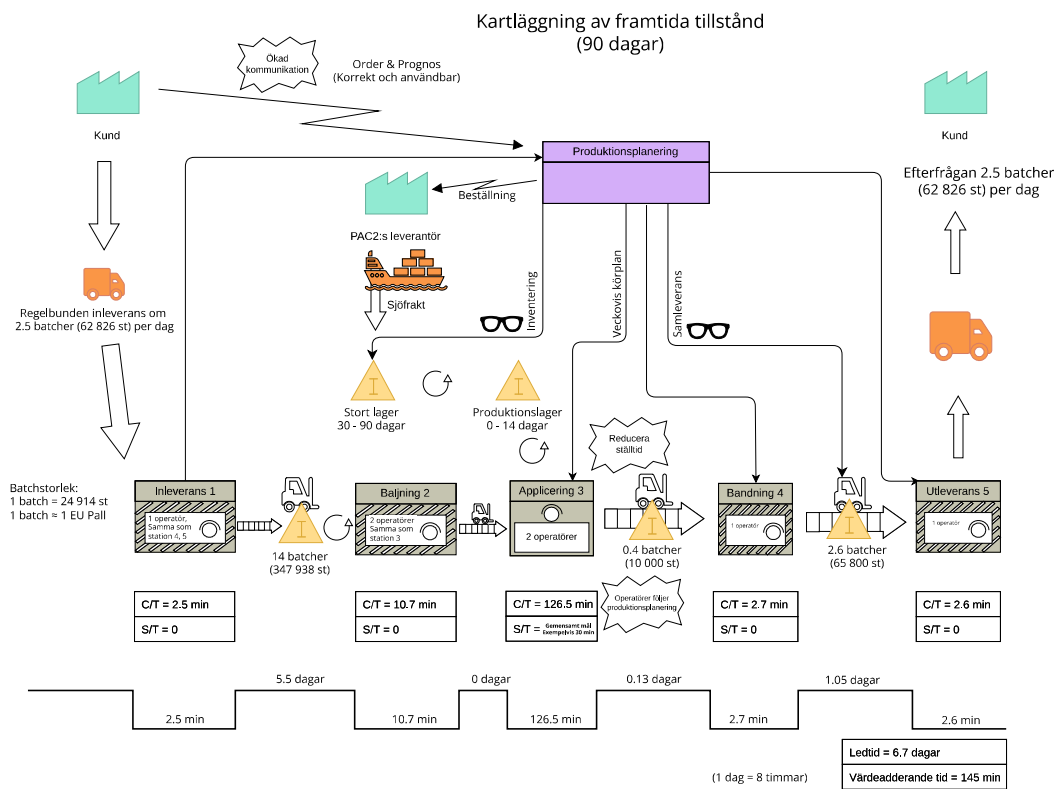 Kartläggning av framtida tillstånd
(90 dagar)
Ökad
kommunikation
Order & Prognos
(Korrekt och användbar)
Kund
Kund
Produktionsplanering
Beställning
Efterfrågan 2.5 batcher
(62 826 st) per dag
PAC2:s leverantör
Sjöfrakt
Inventering
Veckovis körplan
Samleverans
Regelbunden inleverans om
2.5 batcher (62 826 st) per dag
I
I
Stort lager
30 - 90 dagar
Produktionslager
0 - 14 dagar
Reducera
ställtid
Batchstorlek:
1 batch = 24 914 st
1 batch ≈ 1 EU Pall
Inleverans 1
1 operatör,
Samma som
station 4, 5
I
14 batcher
(347 938 st)
Baljning 2
2 operatörer
Samma som
station 3
Applicering 3
2 operatörer
I
0.4 batcher
(10 000 st)
Bandning 4
1 operatör
I
2.6 batcher
(65 800 st)
Utleverans 5
1 operatör
Operatörer följer
produktionsplanering
C/T = 2.5 min
S/T = 0
C/T = 10.7 min
S/T = 0
C/T = 126.5 min
S/T = Gemensamt mål
Exempelvis 30 min
C/T = 2.7 min
S/T = 0
C/T = 2.6 min
S/T = 0
5.5 dagar
0 dagar
0.13 dagar
1.05 dagar
2.5 min
10.7 min
126.5 min
2.7 min
2.6 min
Ledtid = 6.7 dagar
(1 dag = 8 timmar)
Värdeadderande tid = 145 min